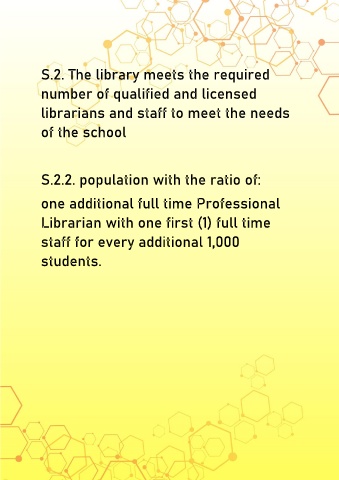 S.2. The library meets the required
number of qualified and licensed
librarians and staff to meet the needs
of the school
S.2.2. population with the ratio of:
one additional full time Professional
Librarian with one first (1) full time
staff for every additional 1,000
students.